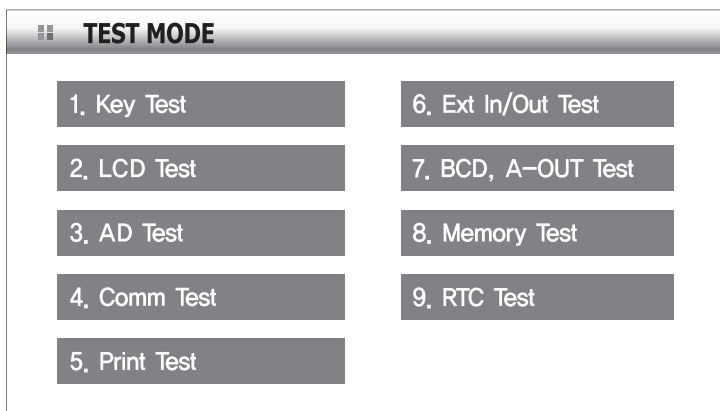 TEST MODE
1. Key Test
2. LCD Test
3. AD Test
4. Comm Test
5. Print Test
6. Ext In/Out Test
7. BCD, A-OUT Test
8. Memory Test
9. RTC Test